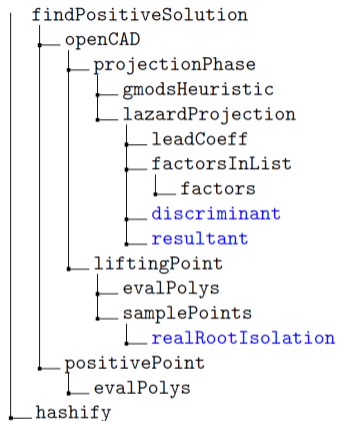 findPositiveSolution
openCAD
projectionPhase
gmodsHeuristic
lazardProjection
leadCoeff
factorsInList
factors
discriminant
resultant
liftingPoint
evalPolys
samplePoints
realRootIsolation
positivePoint
evalPolys
hashify